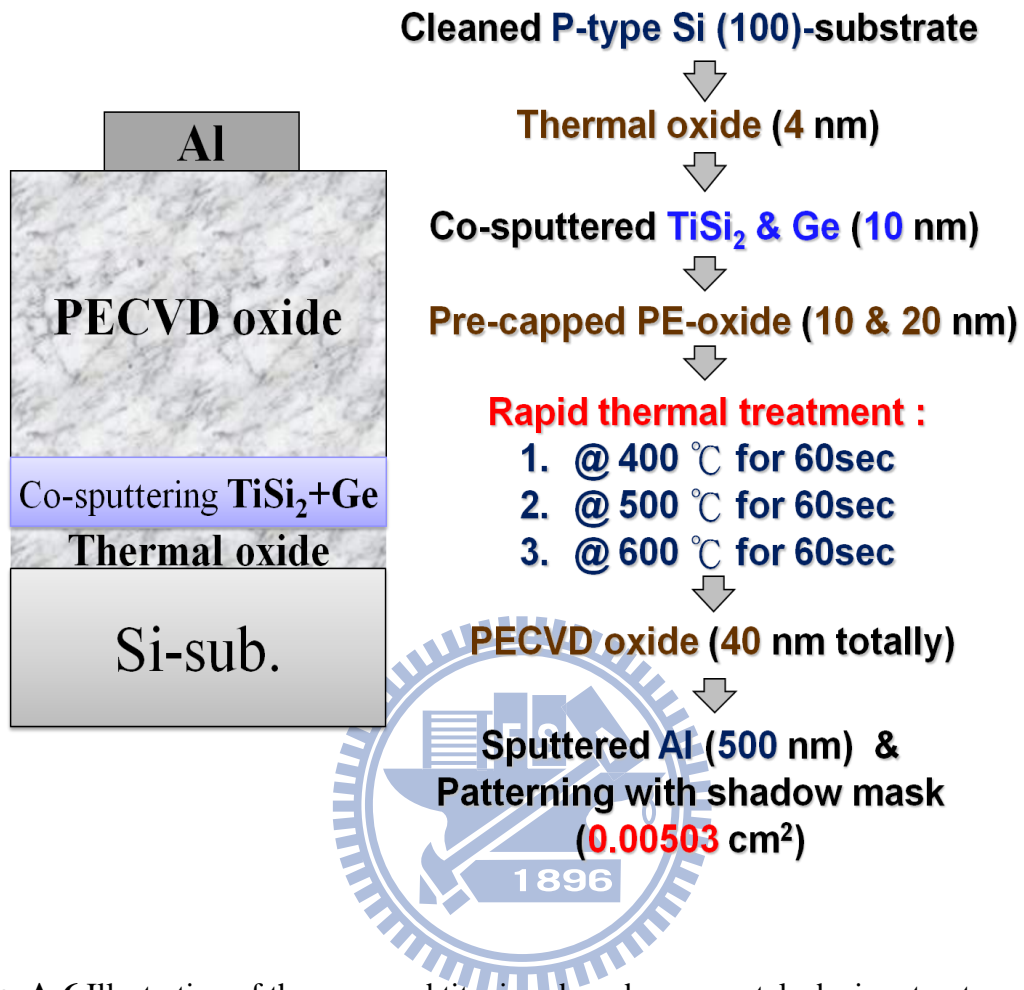 Cleaned P-type Si (100)-substrate
Thermal oxide (4 nm)
Co-sputtered TiSi₂ & Ge (10 nm)
Pre-capped PE-oxide (10 & 20 nm)
Rapid thermal treatment :
1. @ 400 ℃ for 60sec
2. @ 500 ℃ for 60sec
3. @ 600 ℃ for 60sec
PECVD oxide (40 nm totally)
Sputtered Al (500 nm) &
Patterning with shadow mask
(0.00503 cm²)
Al
PECVD oxide
Co-sputtering TiSi₂+Ge
Thermal oxide
Si-sub.
E S
1896